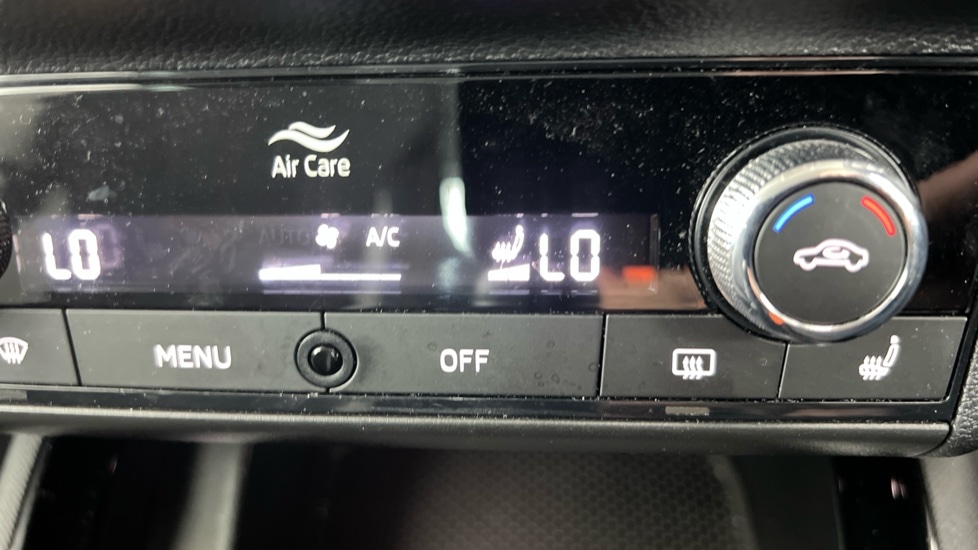 Air Care
A/C
LO LO
MENU OFF